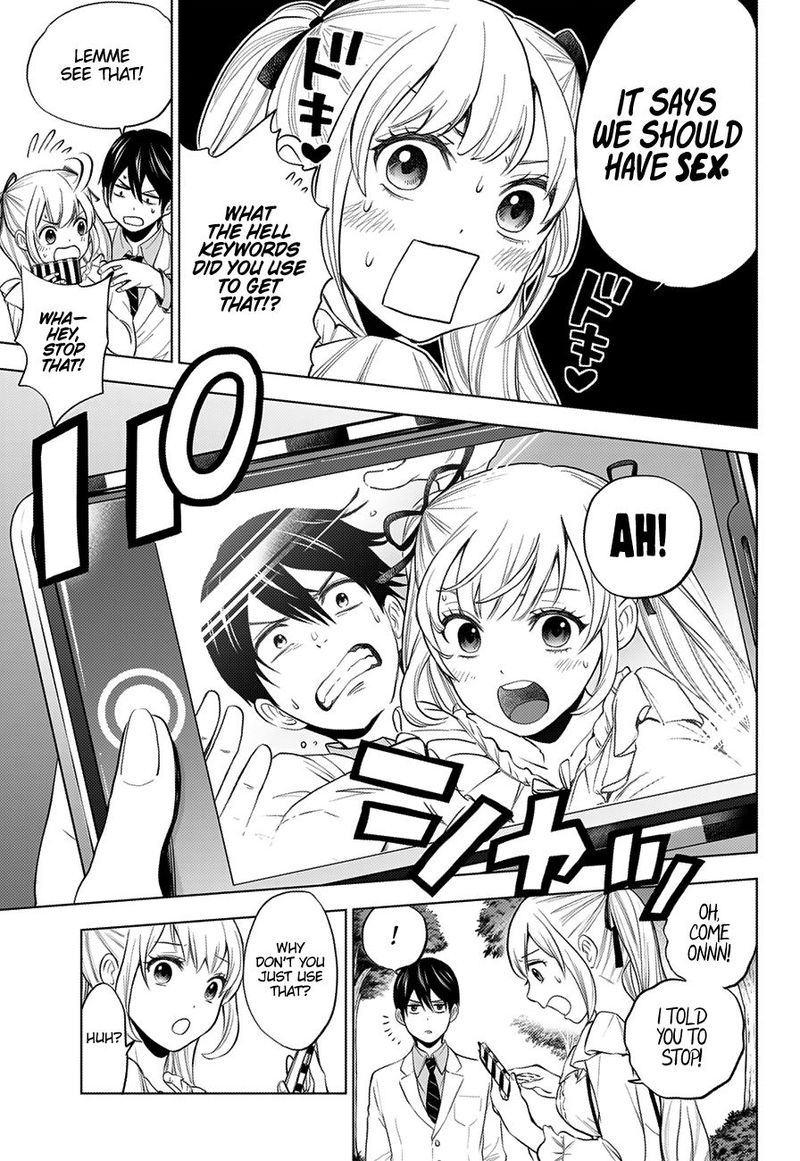 IT SAYS
WE SHOULD
HAVE SEX.
ドキ♥
ドキ♥
WHAT
THE HELL
KEYWORDS
DID YOU USE
TO GET
THAT!?
LEMME
SEE THAT!
WHA—
HEY,
STOP
THAT!
AH!
パシャッ
OH,
COME
ONNN!
I TOLD
YOU TO
STOP!
!
WHY
DON'T YOU
JUST USE
THAT?
HUH?